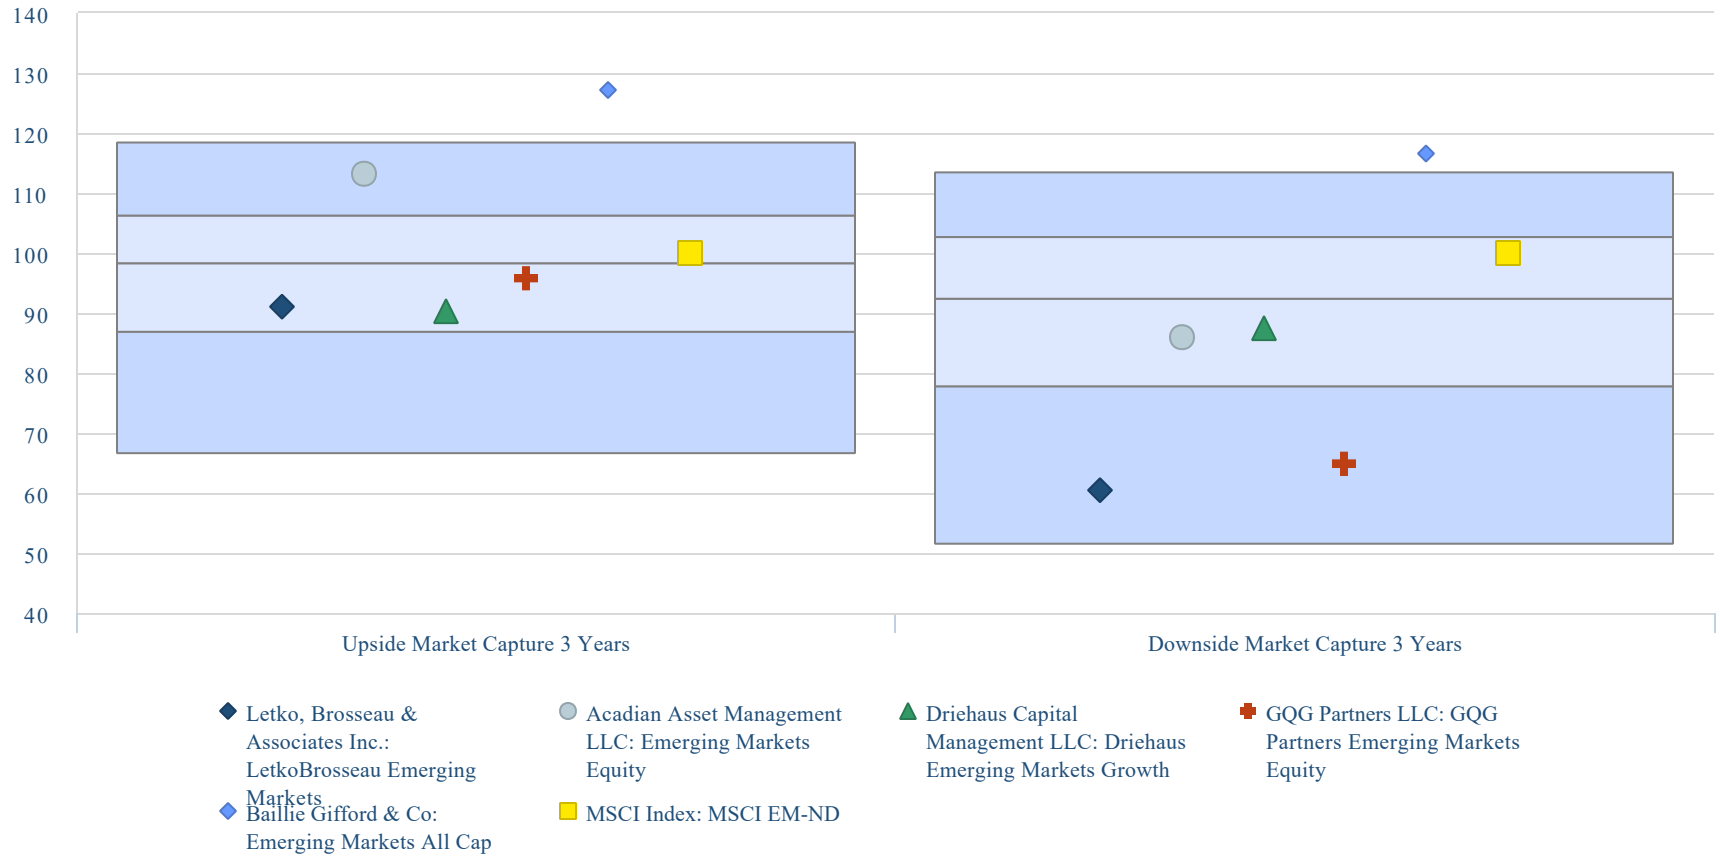 140
130
120
110
100
90
80
70
60
50
40
Upside Market Capture 3 Years
Downside Market Capture 3 Years
Letko, Brosseau &
Associates Inc.:
LetkoBrosseau Emerging
Markets
Acadian Asset Management
LLC: Emerging Markets
Equity
Driehaus Capital
Management LLC: Driehaus
Emerging Markets Growth
GQG Partners LLC: GQG
Partners Emerging Markets
Equity
Baillie Gifford & Co:
Emerging Markets All Cap
MSCI Index: MSCI EM-ND